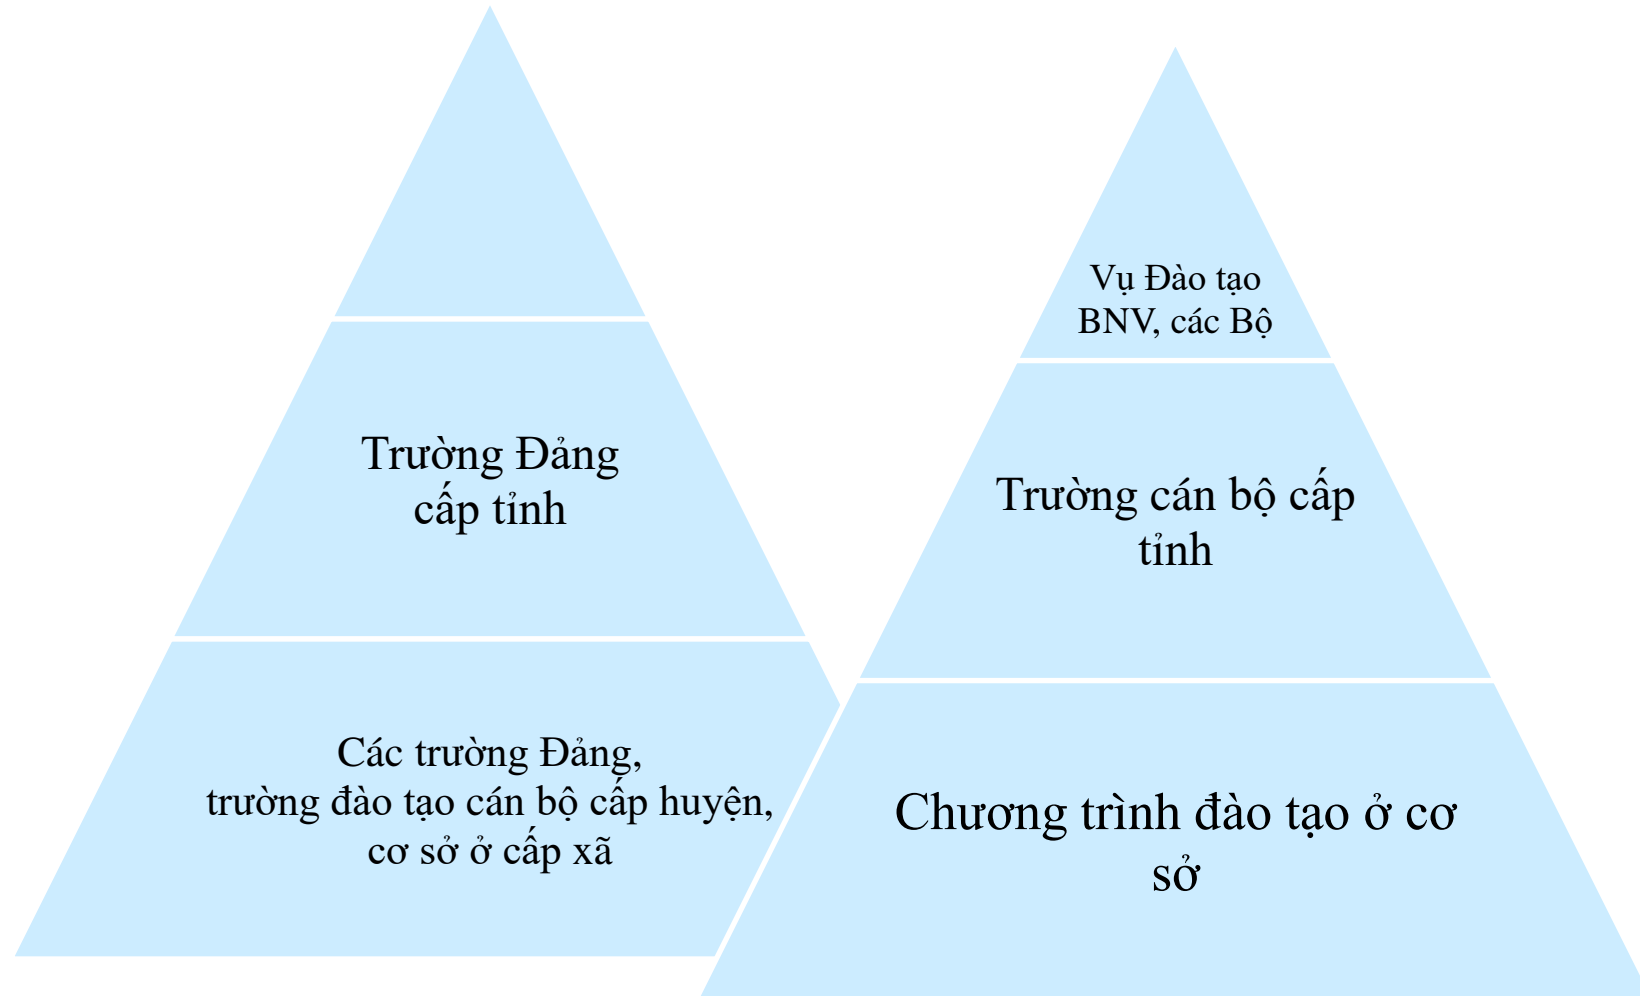 Trường Đảng
cấp tỉnh
Các trường Đảng,
trường đào tạo cán bộ cấp huyện,
cơ sở ở cấp xã
Vụ Đào tạo
BNV, các Bộ
Trường cán bộ cấp
tỉnh
Chương trình đào tạo ở cơ
sở